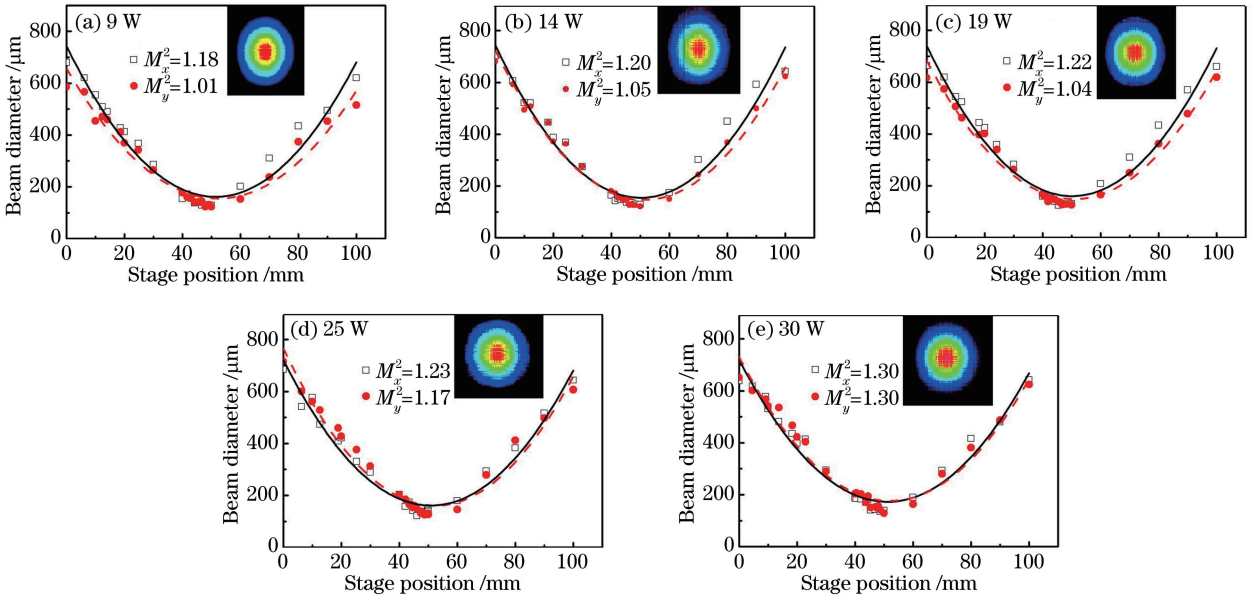 (a) 9 W
M²ₓ=1.18
M²ᵧ=1.01
Beam diameter /μm
800
600
400
200
0
0 20 40 60 80 100
Stage position /mm
(b) 14 W
M²ₓ=1.20
M²ᵧ=1.05
Beam diameter /μm
800
600
400
200
0
0 20 40 60 80 100
Stage position /mm
(c) 19 W
M²ₓ=1.22
M²ᵧ=1.04
Beam diameter /μm
800
600
400
200
0
0 20 40 60 80 100
Stage position /mm
(d) 25 W
M²ₓ=1.23
M²ᵧ=1.17
Beam diameter /μm
800
600
400
200
0
0 20 40 60 80 100
Stage position /mm
(e) 30 W
M²ₓ=1.30
M²ᵧ=1.30
Beam diameter /μm
800
600
400
200
0
0 20 40 60 80 100
Stage position /mm